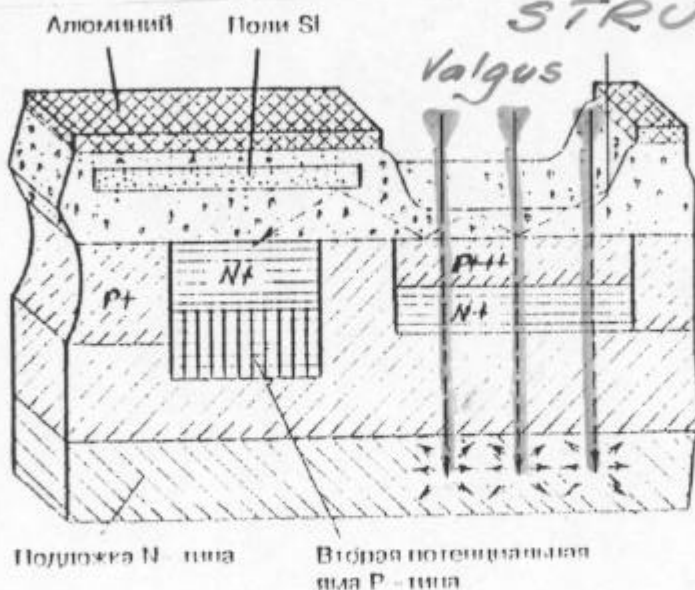 STRU
Алюминий Поли SI
Valgus
P+ N+ P++ N+
Подложка N - типа
Вторая потенциальная
яма P - типа